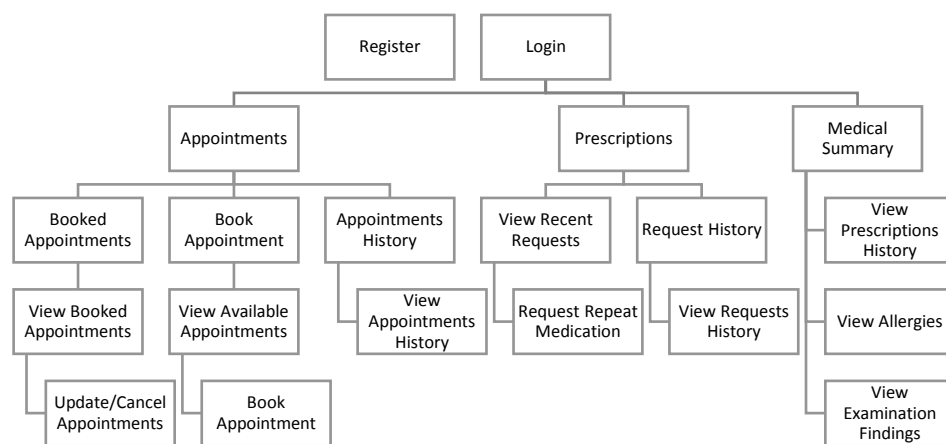 Register
Login
Appointments
Prescriptions
Medical
Summary
Booked
Appointments
Book
Appointment
Appointments
History
View Recent
Requests
Request History
View
Prescriptions
History
View Booked
Appointments
View Available
Appointments
View
Appointments
History
Request Repeat
Medication
View Requests
History
View Allergies
Update/Cancel
Appointments
Book
Appointment
View
Examination
Findings